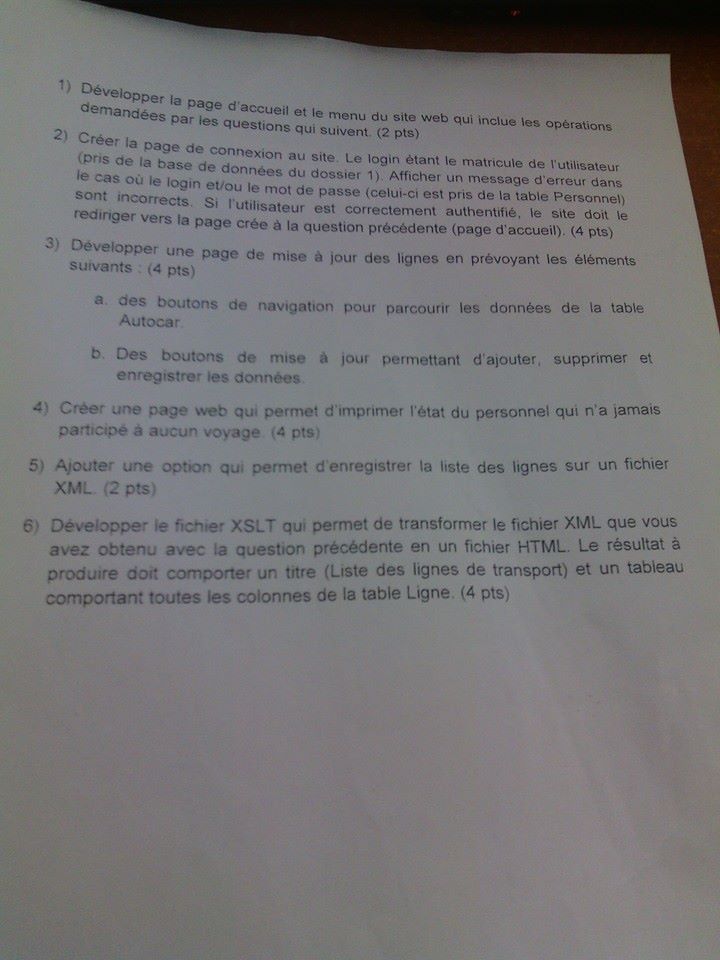 1) Développer la page d'accueil et le menu du site web qui inclue les opérations
demandées par les questions qui suivent. (2 pts)
2) Créer la page de connexion au site. Le login étant le matricule de l'utilisateur
(pris de la base de données du dossier 1). Afficher un message d'erreur dans
le cas où le login et/ou le mot de passe (celui-ci est pris de la table Personnel)
sont incorrects. Si l'utilisateur est correctement authentifié, le site doit le
rediriger vers la page crée à la question précédente (page d'accueil). (4 pts)
3) Développer une page de mise à jour des lignes en prévoyant les éléments
suivants : (4 pts)
a. des boutons de navigation pour parcourir les données de la table
Autocar.
b. Des boutons de mise à jour permettant d'ajouter, supprimer et
enregistrer les données.
4) Créer une page web qui permet d'imprimer l'état du personnel qui n'a jamais
participé à aucun voyage. (4 pts)
5) Ajouter une option qui permet d'enregistrer la liste des lignes sur un fichier
XML. (2 pts)
6) Développer le fichier XSLT qui permet de transformer le fichier XML que vous
avez obtenu avec la question précédente en un fichier HTML. Le résultat à
produire doit comporter un titre (Liste des lignes de transport) et un tableau
comportant toutes les colonnes de la table Ligne. (4 pts)